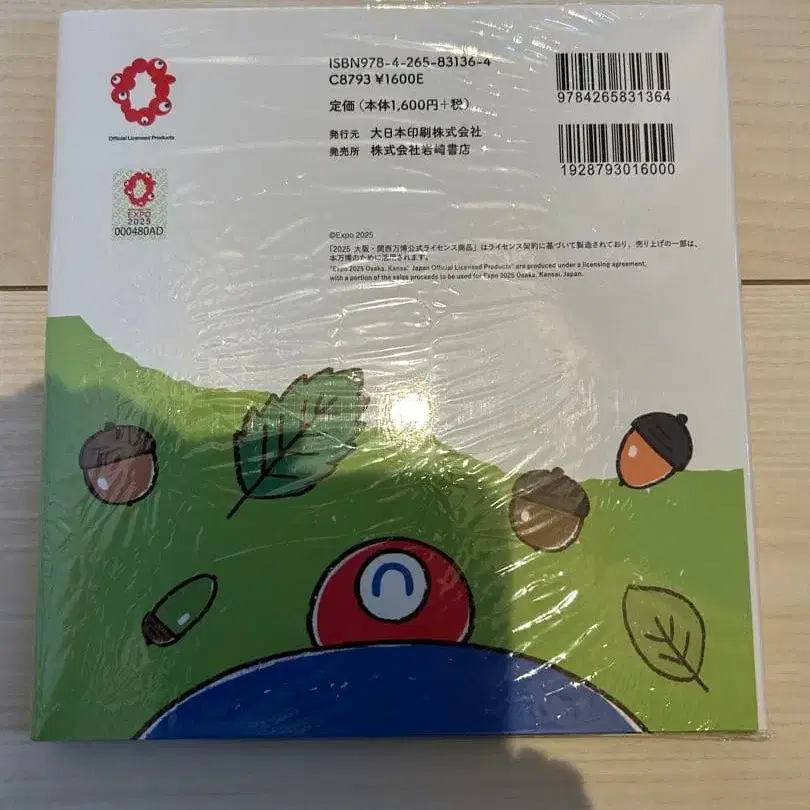 Official Licensed Products
EXPO
2025
000480AD
ISBN978-4-265-83136-4
C8793 ¥1600E
定価(本体1,600円+税)
発行元 大日本印刷株式会社
発売所 株式会社岩崎書店
9784265831364
1928793016000
©Expo 2025
「2025 大阪・関西万博公式ライセンス商品」はライセンス契約に基づいて製造されており、売り上げの一部は、
本万博のために活用されます。
"Expo 2025 Osaka, Kansai, Japan Official Licensed Products" are produced under a licensing agreement,
with a portion of the sales proceeds to be used for Expo 2025 Osaka, Kansai, Japan.